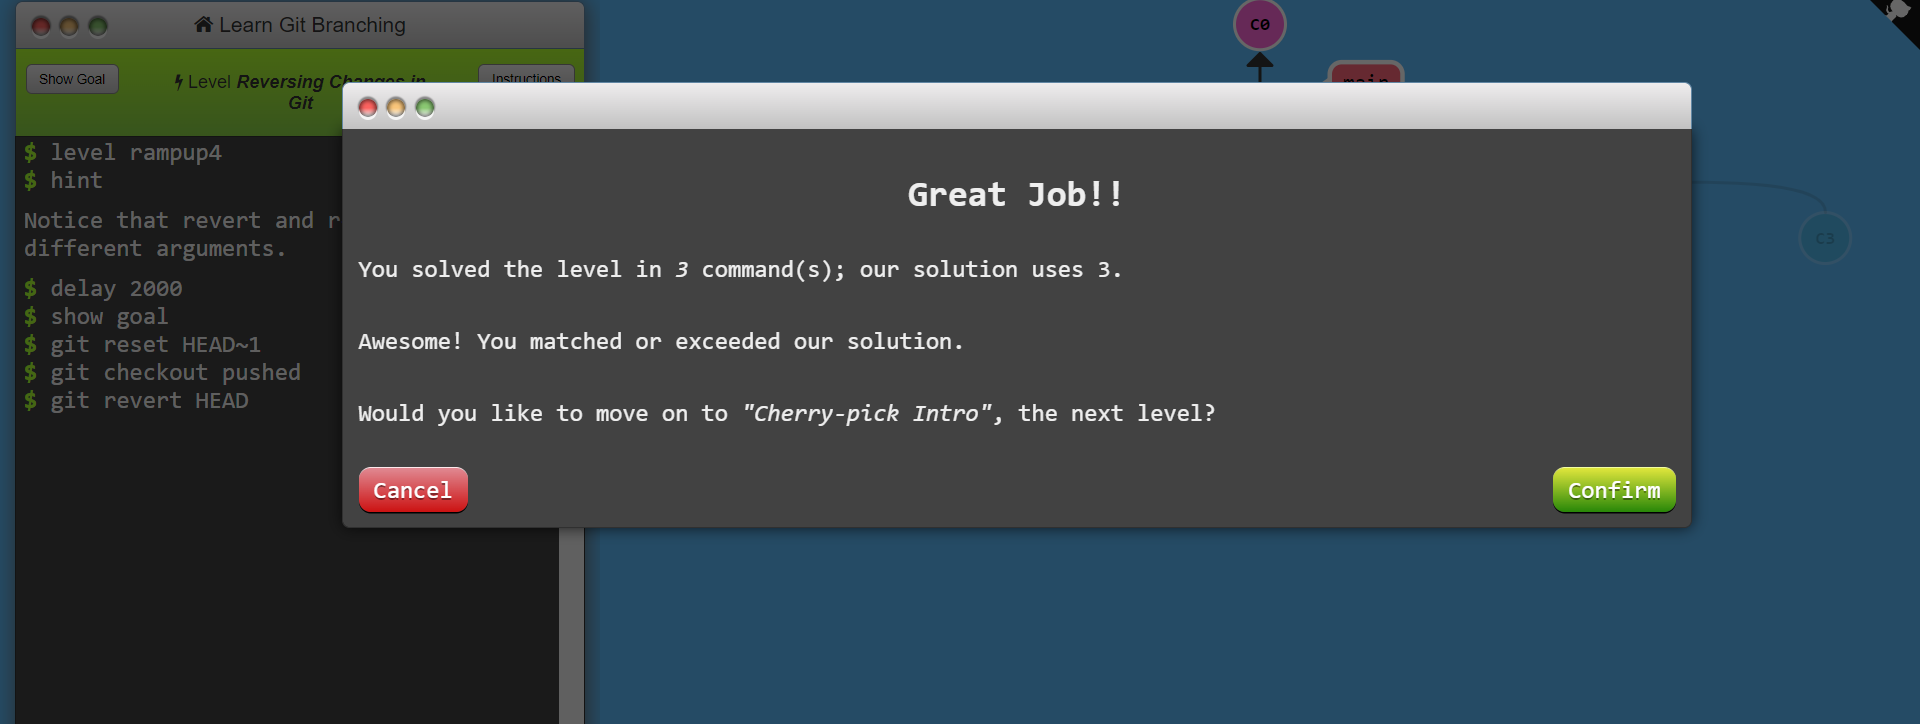 Learn Git Branching
Show Goal
Level Reversing Changes in
Git
Instructions
$ level rampup4
$ hint
Notice that revert and r
different arguments.
$ delay 2000
$ show goal
$ git reset HEAD~1
$ git checkout pushed
$ git revert HEAD
C0
main
C3
Great Job!!
You solved the level in 3 command(s); our solution uses 3.
Awesome! You matched or exceeded our solution.
Would you like to move on to "Cherry-pick Intro", the next level?
Cancel
Confirm